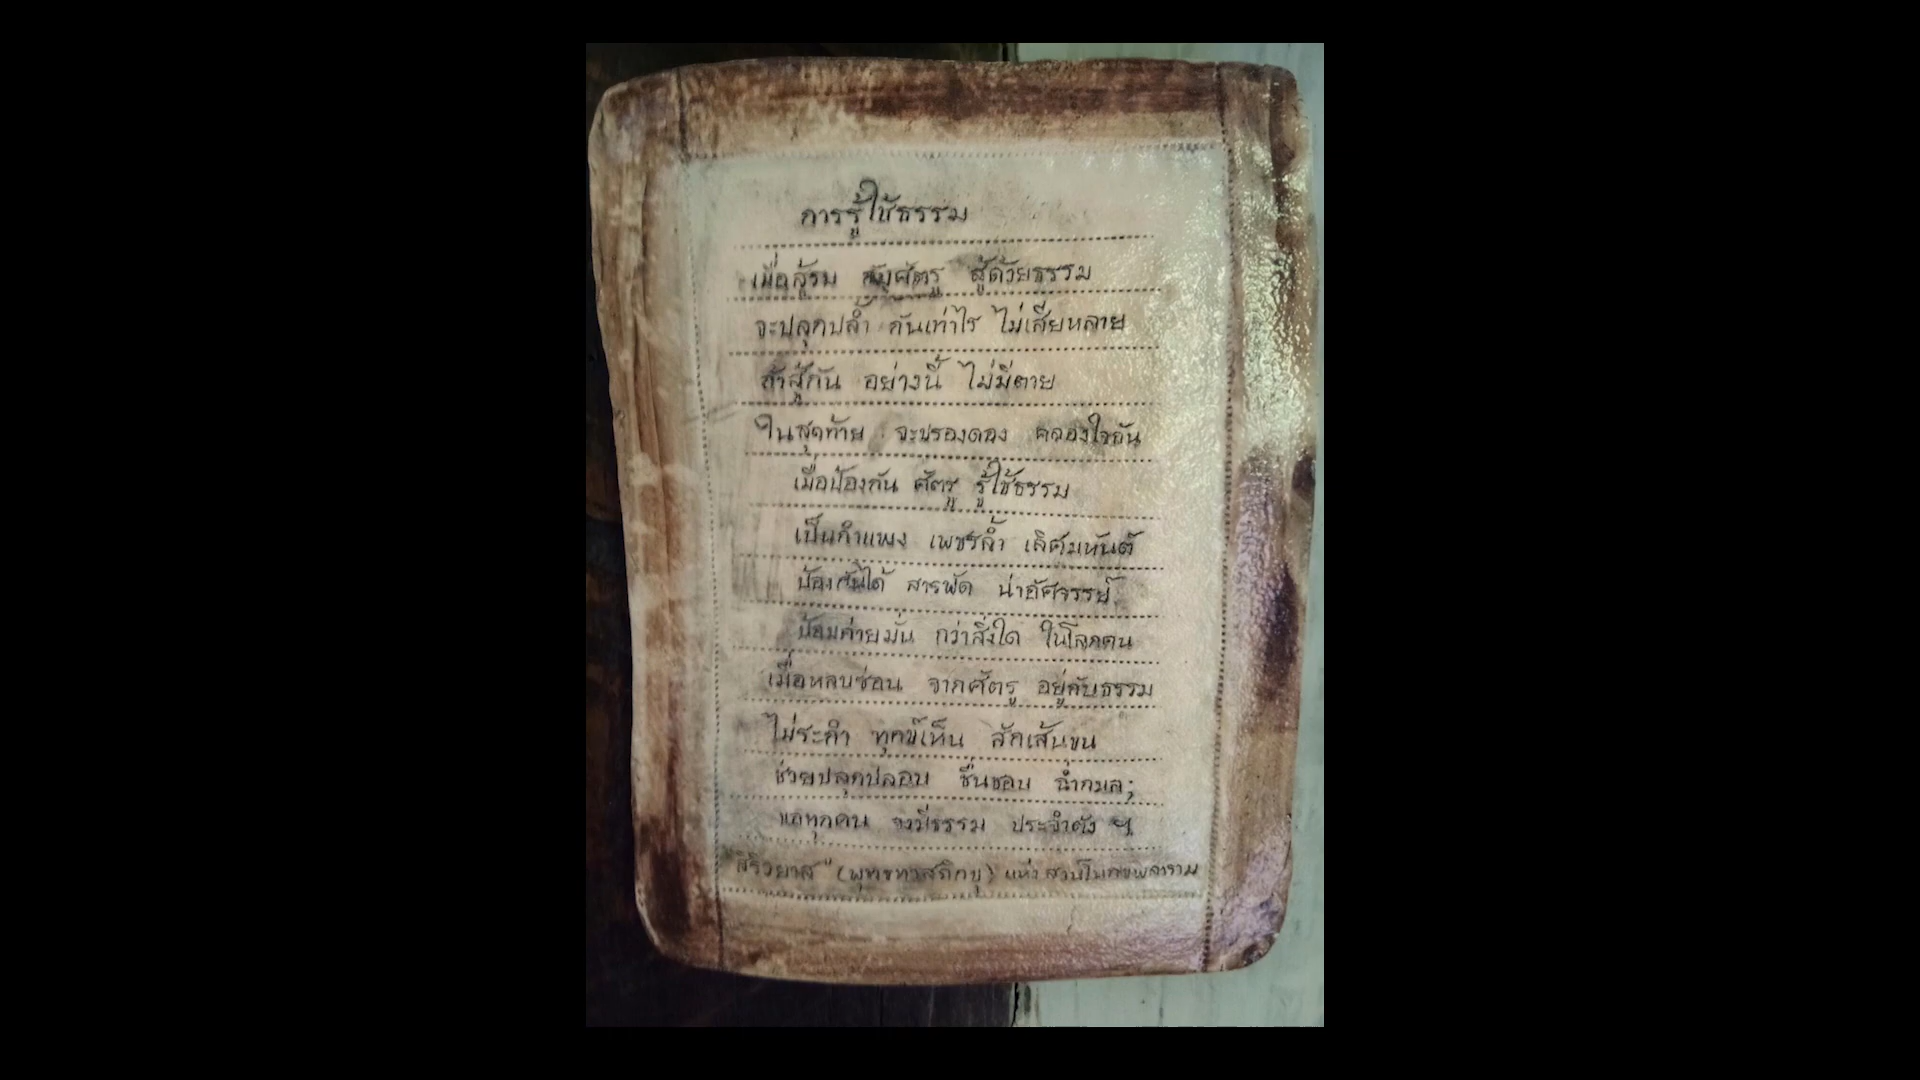 การรู้ใช้ธรรม
เมื่อสู้รบ กับศัตรู สู้ด้วยธรรม
จะปลุกปล้ำ กันเท่าไร ไม่เสียหลาย
ถ้าสู้กัน อย่างนี้ ไม่มีตาย
ในสุดท้าย จะปรองดอง คล้องใจกัน
เมื่อป้องกัน ศัตรู รู้ใช้ธรรม
เป็นกำแพง เพชรล้ำ เลิศมหันต์
ป้องกันได้ สารพัด น่าอัศจรรย์
ป้อมค่ายมั่น กว่าสิ่งใด ในโลกคน
เมื่อหลบซ่อน จากศัตรู อยู่กับธรรม
ไม่ระกำ ทุกข์เห็น สักเส้นขน
ช่วยปลุกปลอบ ชื่นชอบ ฉ่ำกมล;
ขอทุกคน จงมีธรรม ประจำตัว ฯ
"สิริวยาส" (พุทธทาสภิกขุ) แห่ง สวนโมกขพลาราม